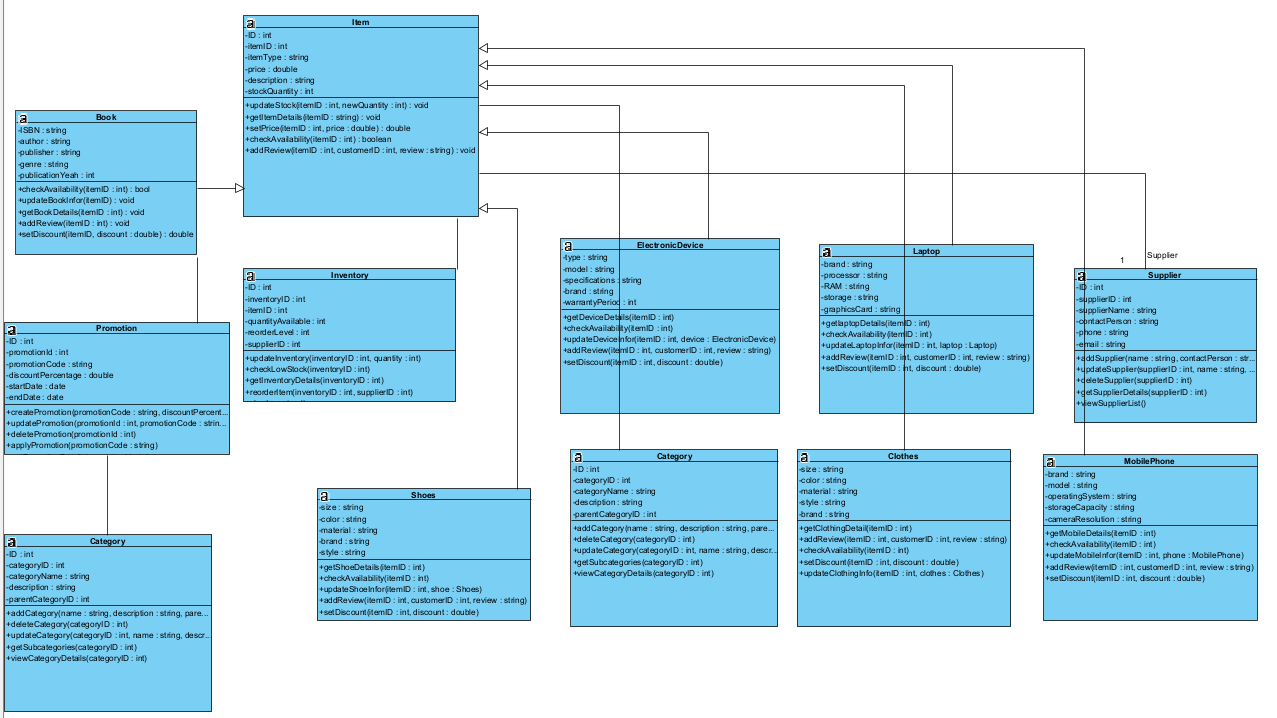 Item
-ID : int
-itemID : int
-itemType : string
-price : double
-description : string
-stockQuantity : int
+updateStock(itemID : int, newQuantity : int) : void
+getItemDetails(itemID : string) : void
+setPrice(itemID : int, price : double) : double
+checkAvailability(itemID : int) : boolean
+addReview(itemID : int, customerID : int, review : string) : void
Book
-ISBN : string
-author : string
-publisher : string
-genre : string
-publicationYeah : int
+checkAvailability(itemID : int) : bool
+updateBookInfor(itemID) : void
+getBookDetails(itemID : int) : void
+addReview(itemID : int) : void
+setDiscount(itemID, discount : double) : double
Inventory
-ID : int
-inventoryID : int
-itemID : int
-quantityAvailable : int
-reorderLevel : int
-supplierID : int
+updateInventory(inventoryID : int, quantity : int)
+checkLowStock(inventoryID : int)
+getInventoryDetails(inventoryID : int)
+reorderItem(inventoryID : int, supplierID : int)
ElectronicDevice
-type : string
-model : string
-specifications : string
-brand : string
-warrantyPeriod : int
+getDeviceDetails(itemID : int)
+checkAvailability(itemID : int)
+updateDeviceInfor(itemID : int, device : ElectronicDevice)
+addReview(itemID : int, customerID : int, review : string)
+setDiscount(itemID : int, discount : double)
Laptop
-brand : string
-processor : string
-RAM : string
-storage : string
-graphicsCard : string
+getlaptopDetails(itemID : int)
+checkAvailability(itemID : int)
+updateLaptopInfor(itemID : int, laptop : Laptop)
+addReview(itemID : int, customerID : int, review : string)
+setDiscount(itemID : int, discount : double)
1
Supplier
Supplier
-ID : int
-supplierID : int
-supplierName : string
-contactPerson : string
-phone : string
-email : string
+addSupplier(name : string, contactPerson : str...
+updateSupplier(supplierID : int, name : string, ...
+deleteSupplier(supplierID : int)
+getSupplierDetails(supplierID : int)
+viewSupplierList()
Promotion
-ID : int
-promotionId : int
-promotionCode : string
-discountPercentage : double
-startDate : date
-endDate : date
+createPromotion(promotionCode : string, discountPercent...
+updatePromotion(promotionId : int, promotionCode : strin...
+deletePromotion(promotionId : int)
+applyPromotion(promotionCode : string)
Shoes
-size : string
-color : string
-material : string
-brand : string
-style : string
+getShoeDetails(itemID : int)
+checkAvailability(itemID : int)
+updateShoeInfor(itemID : int, shoe : Shoes)
+addReview(itemID : int, customerID : int, review : string)
+setDiscount(itemID : int, discount : double)
Category
-ID : int
-categoryID : int
-categoryName : string
-description : string
-parentCategoryID : int
+addCategory(name : string, description : string, pare...
+deleteCategory(categoryID : int)
+updateCategory(categoryID : int, name : string, descr...
+getSubcategories(categoryID : int)
+viewCategoryDetails(categoryID : int)
Clothes
-size : string
-color : string
-material : string
-style : string
-brand : string
+getClothingDetail(itemID : int)
+addReview(itemID : int, customerID : int, review : string)
+checkAvailability(itemID : int)
+setDiscount(itemID : int, discount : double)
+updateClothingInfo(itemID : int, clothes : Clothes)
MobilePhone
-brand : string
-model : string
-operatingSystem : string
-storageCapacity : string
-cameraResolution : string
+getMobileDetails(itemID : int)
+checkAvailability(itemID : int)
+updateMobileInfor(itemID : int, phone : MobilePhone)
+addReview(itemID : int, customerID : int, review : string)
+setDiscount(itemID : int, discount : double)
Category
-ID : int
-categoryID : int
-categoryName : string
-description : string
-parentCategoryID : int
+addCategory(name : string, description : string, pare...
+deleteCategory(categoryID : int)
+updateCategory(categoryID : int, name : string, descr...
+getSubcategories(categoryID : int)
+viewCategoryDetails(categoryID : int)